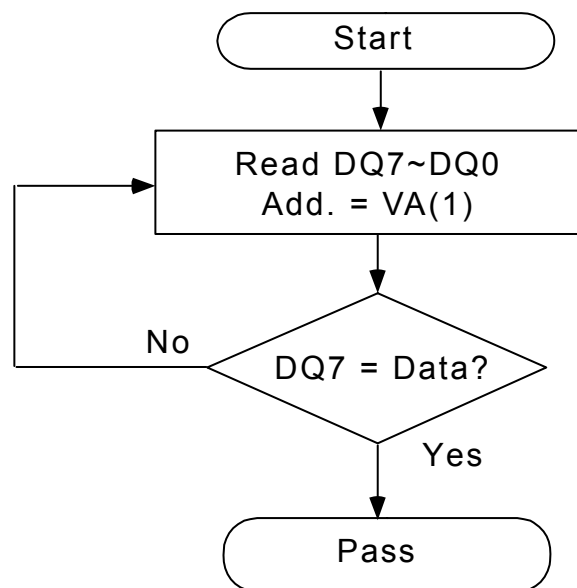 Start
Read DQ7~DQ0
Add. = VA(1)
No
DQ7 = Data?
Yes
Pass